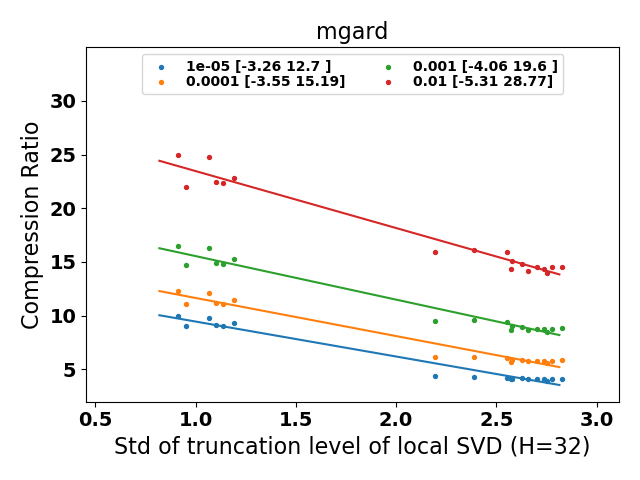 mgard
1e-05 [-3.26 12.7 ]
0.0001 [-3.55 15.19]
0.001 [-4.06 19.6 ]
0.01 [-5.31 28.77]
Compression Ratio
30
25
20
15
10
5
0.5 1.0 1.5 2.0 2.5 3.0
Std of truncation level of local SVD (H=32)